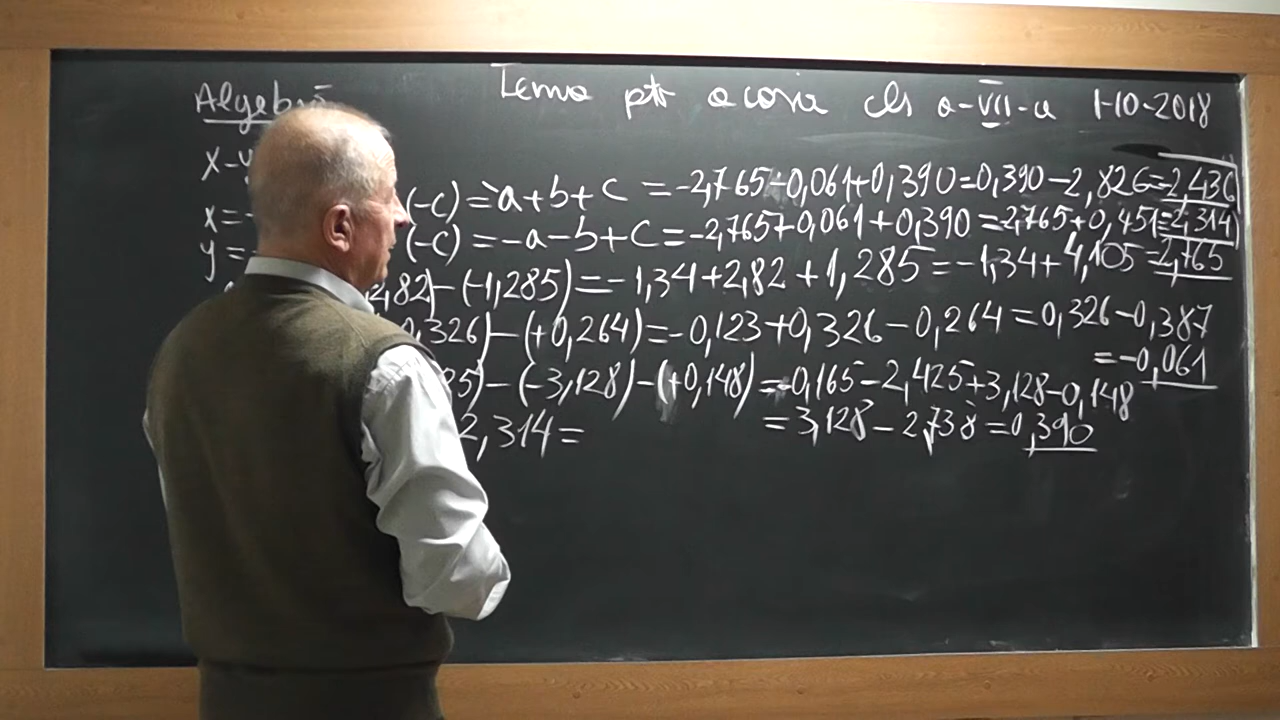 Algebră Tema ptr acasa cls a-VII-a 1-10-2018
x-y
x=- (-c)=-a+b+c =-2,765-0,061+0,390=0,390-2,826=-2,436
y=- (-c)=-a-b+c=-2,765+0,061+0,390=-2,765+0,451=-2,314
2,82)-(-1,285)=-1,34+2,82+1,285=-1,34+4,105=2,765
0,326)-(+0,264)=-0,123+0,326-0,264=0,326-0,387
=-0,061
85)-(-3,128)-(+0,148)=-0,165-2,425+3,128-0,148
2,314= =3,128-2,738=0,390